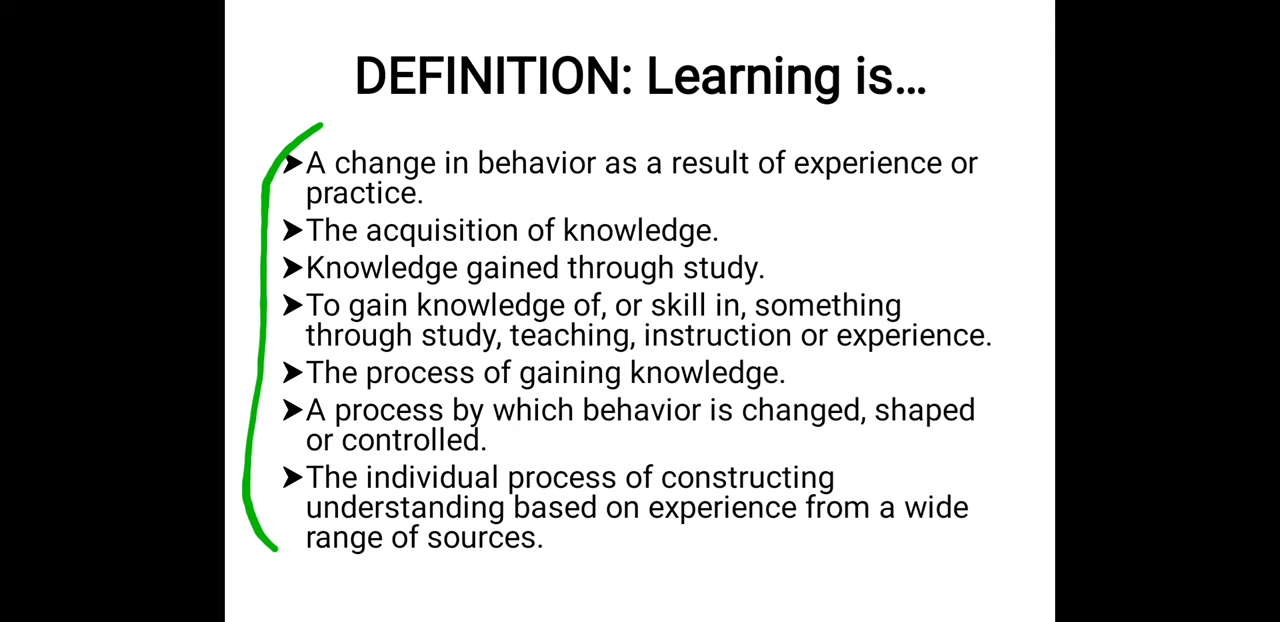 DEFINITION: Learning is...
➤A change in behavior as a result of experience or
practice.
➤The acquisition of knowledge.
➤Knowledge gained through study.
➤To gain knowledge of, or skill in, something
through study, teaching, instruction or experience.
➤The process of gaining knowledge.
➤A process by which behavior is changed, shaped
or controlled.
➤The individual process of constructing
understanding based on experience from a wide
range of sources.